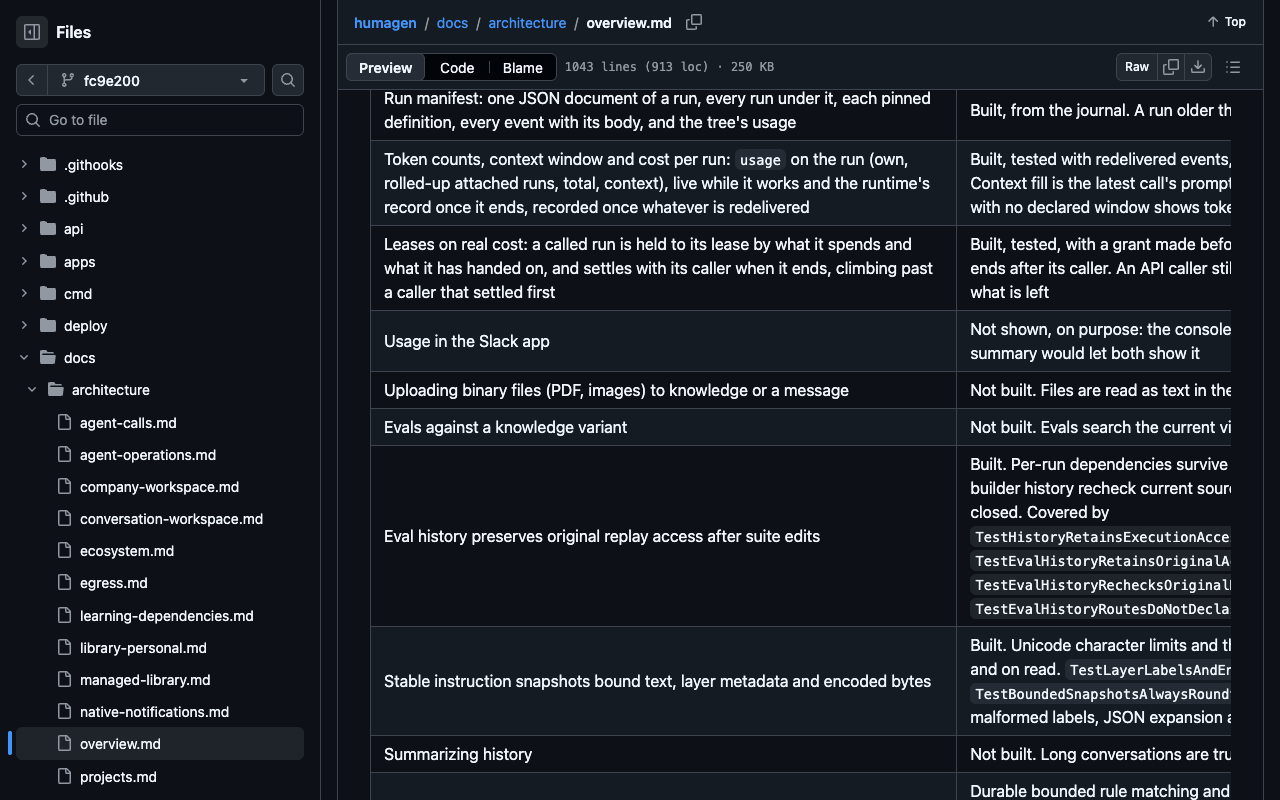 Files
humagen / docs / architecture / overview.md
Top
fc9e200
Preview Code Blame 1043 lines (913 loc) · 250 KB
Raw
Go to file
.githooks
.github
api
apps
cmd
deploy
docs
architecture
agent-calls.md
agent-operations.md
company-workspace.md
conversation-workspace.md
ecosystem.md
egress.md
learning-dependencies.md
library-personal.md
managed-library.md
native-notifications.md
overview.md
projects.md
Run manifest: one JSON document of a run, every run under it, each pinned
definition, every event with its body, and the tree's usage
Built, from the journal. A run older th
Token counts, context window and cost per run: usage on the run (own,
rolled-up attached runs, total, context), live while it works and the runtime's
record once it ends, recorded once whatever is redelivered
Built, tested with redelivered events,
Context fill is the latest call's prompt
with no declared window shows toke
Leases on real cost: a called run is held to its lease by what it spends and
what it has handed on, and settles with its caller when it ends, climbing past
a caller that settled first
Built, tested, with a grant made befo
ends after its caller. An API caller stil
what is left
Usage in the Slack app
Not shown, on purpose: the console
summary would let both show it
Uploading binary files (PDF, images) to knowledge or a message
Not built. Files are read as text in the
Evals against a knowledge variant
Not built. Evals search the current vi
Eval history preserves original replay access after suite edits
Built. Per-run dependencies survive
builder history recheck current sour
closed. Covered by
TestHistoryRetainsExecutionAcce
TestEvalHistoryRetainsOriginalA
TestEvalHistoryRechecksOriginal
TestEvalHistoryRoutesDoNotDecla
Stable instruction snapshots bound text, layer metadata and encoded bytes
Built. Unicode character limits and th
and on read. TestLayerLabelsAndEn
TestBoundedSnapshotsAlwaysRound
malformed labels, JSON expansion a
Summarizing history
Not built. Long conversations are tru
Durable bounded rule matching and